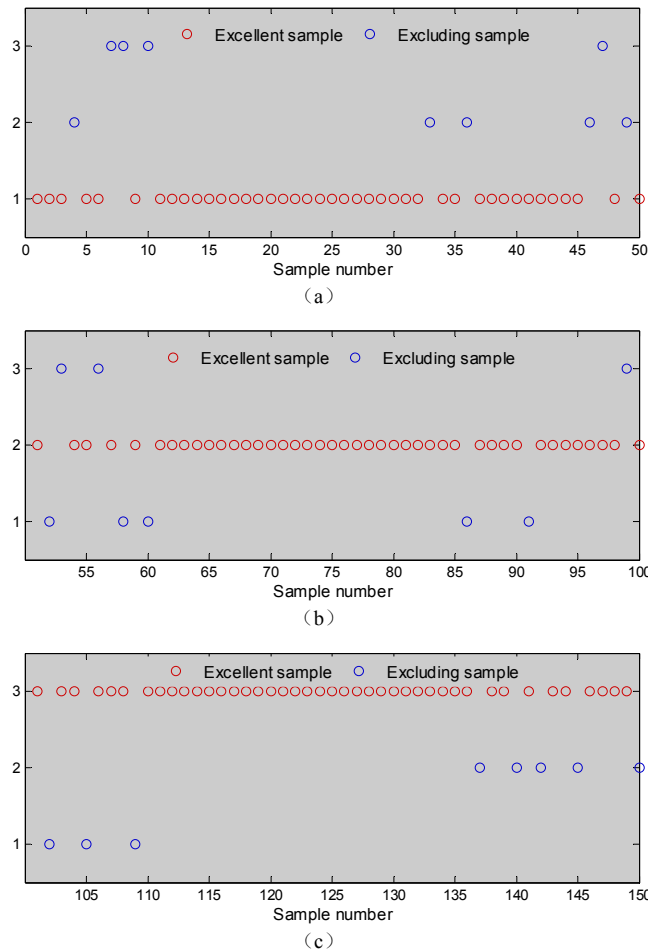 3 Excellent sample Excluding sample
2
1
0 5 10 15 20 25 30 35 40 45 50
Sample number
（a）
3 Excellent sample Excluding sample
2
1
55 60 65 70 75 80 85 90 95 100
Sample number
（b）
Excellent sample Excluding sample
3
2
1
105 110 115 120 125 130 135 140 145 150
Sample number
（c）